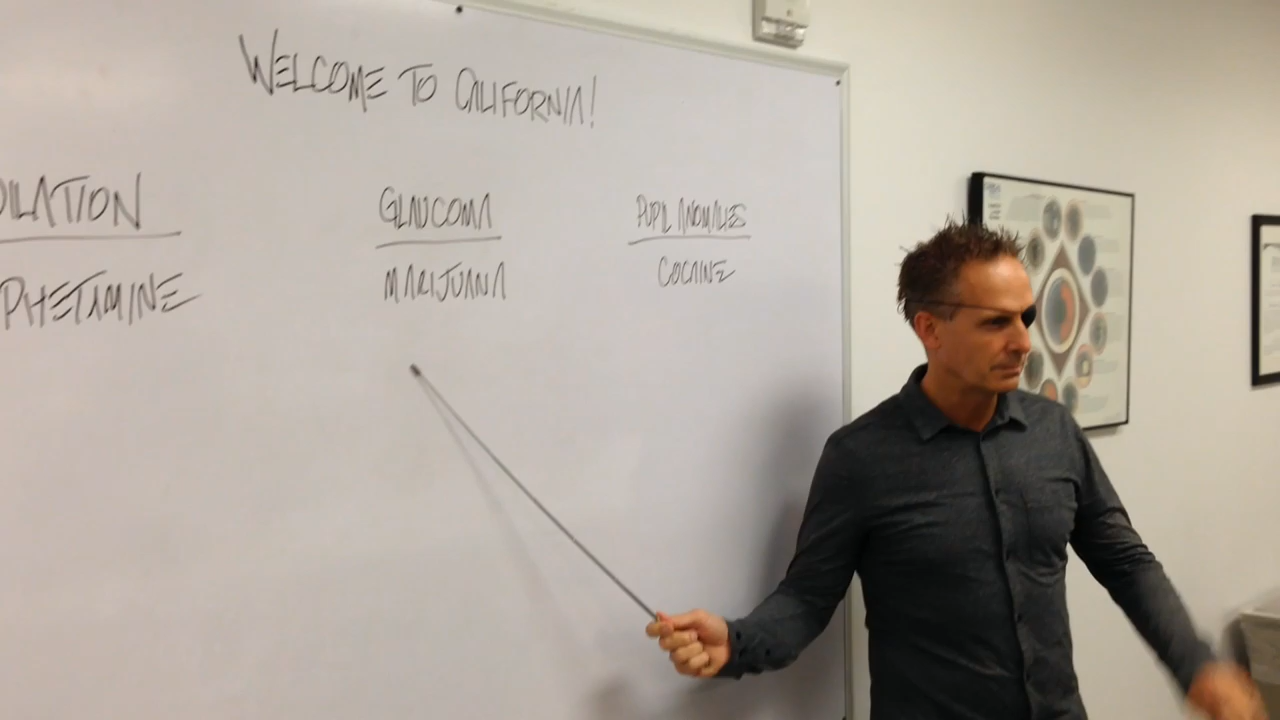 WELCOME TO CALIFORNIA!
DILATION
GLAUCOMA
PUPIL ANOMALIES
PHETAMINE
MARIJUANA
COCAINE